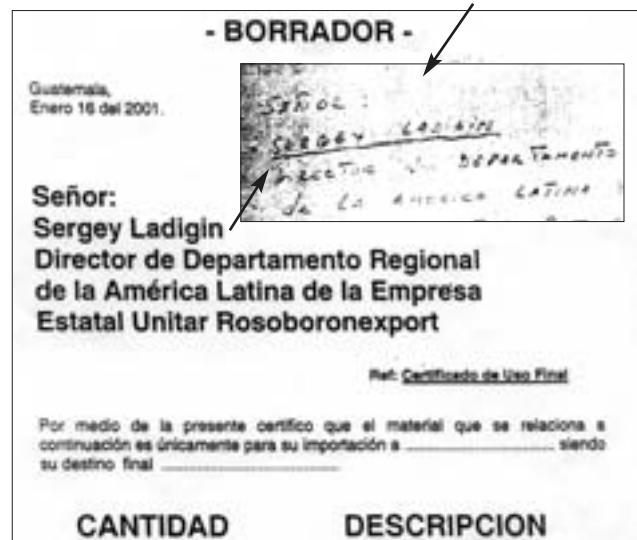 - BORRADOR -
Guatemala,
Enero 16 del 2001.
SEÑOR :
SERGEY LADIGIN
DIRECTOR DE DEPARTAMENTO
de LA AMERICA LATINA
Señor:
Sergey Ladigin
Director de Departamento Regional
de la América Latina de la Empresa
Estatal Unitar Rosoboronexport
Ref: Certificado de Uso Final
Por medio de la presente certifico que el material que se relaciona a
continuación es únicamente para su importación a ........................... siendo
su destino final ....................................
CANTIDAD DESCRIPCION